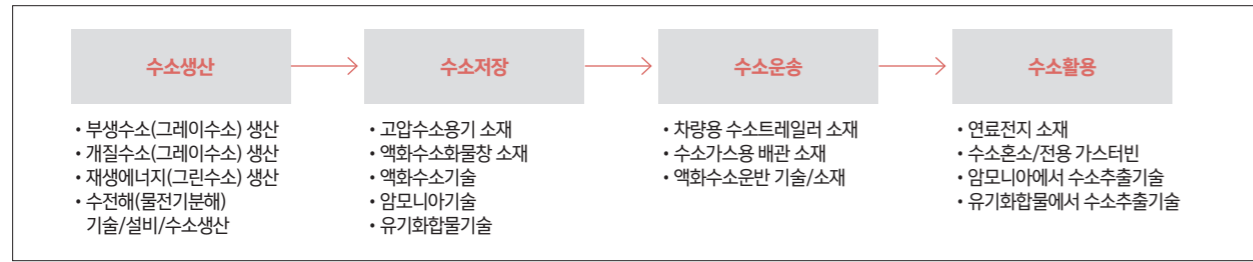 수소생산
• 부생수소(그레이수소) 생산
• 개질수소(그레이수소) 생산
• 재생에너지(그린수소) 생산
• 수전해(물전기분해)
기술/설비/수소생산
수소저장
• 고압수소용기 소재
• 액화수소화물창 소재
• 액화수소기술
• 암모니아기술
• 유기화합물기술
수소운송
• 차량용 수소트레일러 소재
• 수소가스용 배관 소재
• 액화수소운반 기술/소재
수소활용
• 연료전지 소재
• 수소혼소/전용 가스터빈
• 암모니아에서 수소추출기술
• 유기화합물에서 수소추출기술